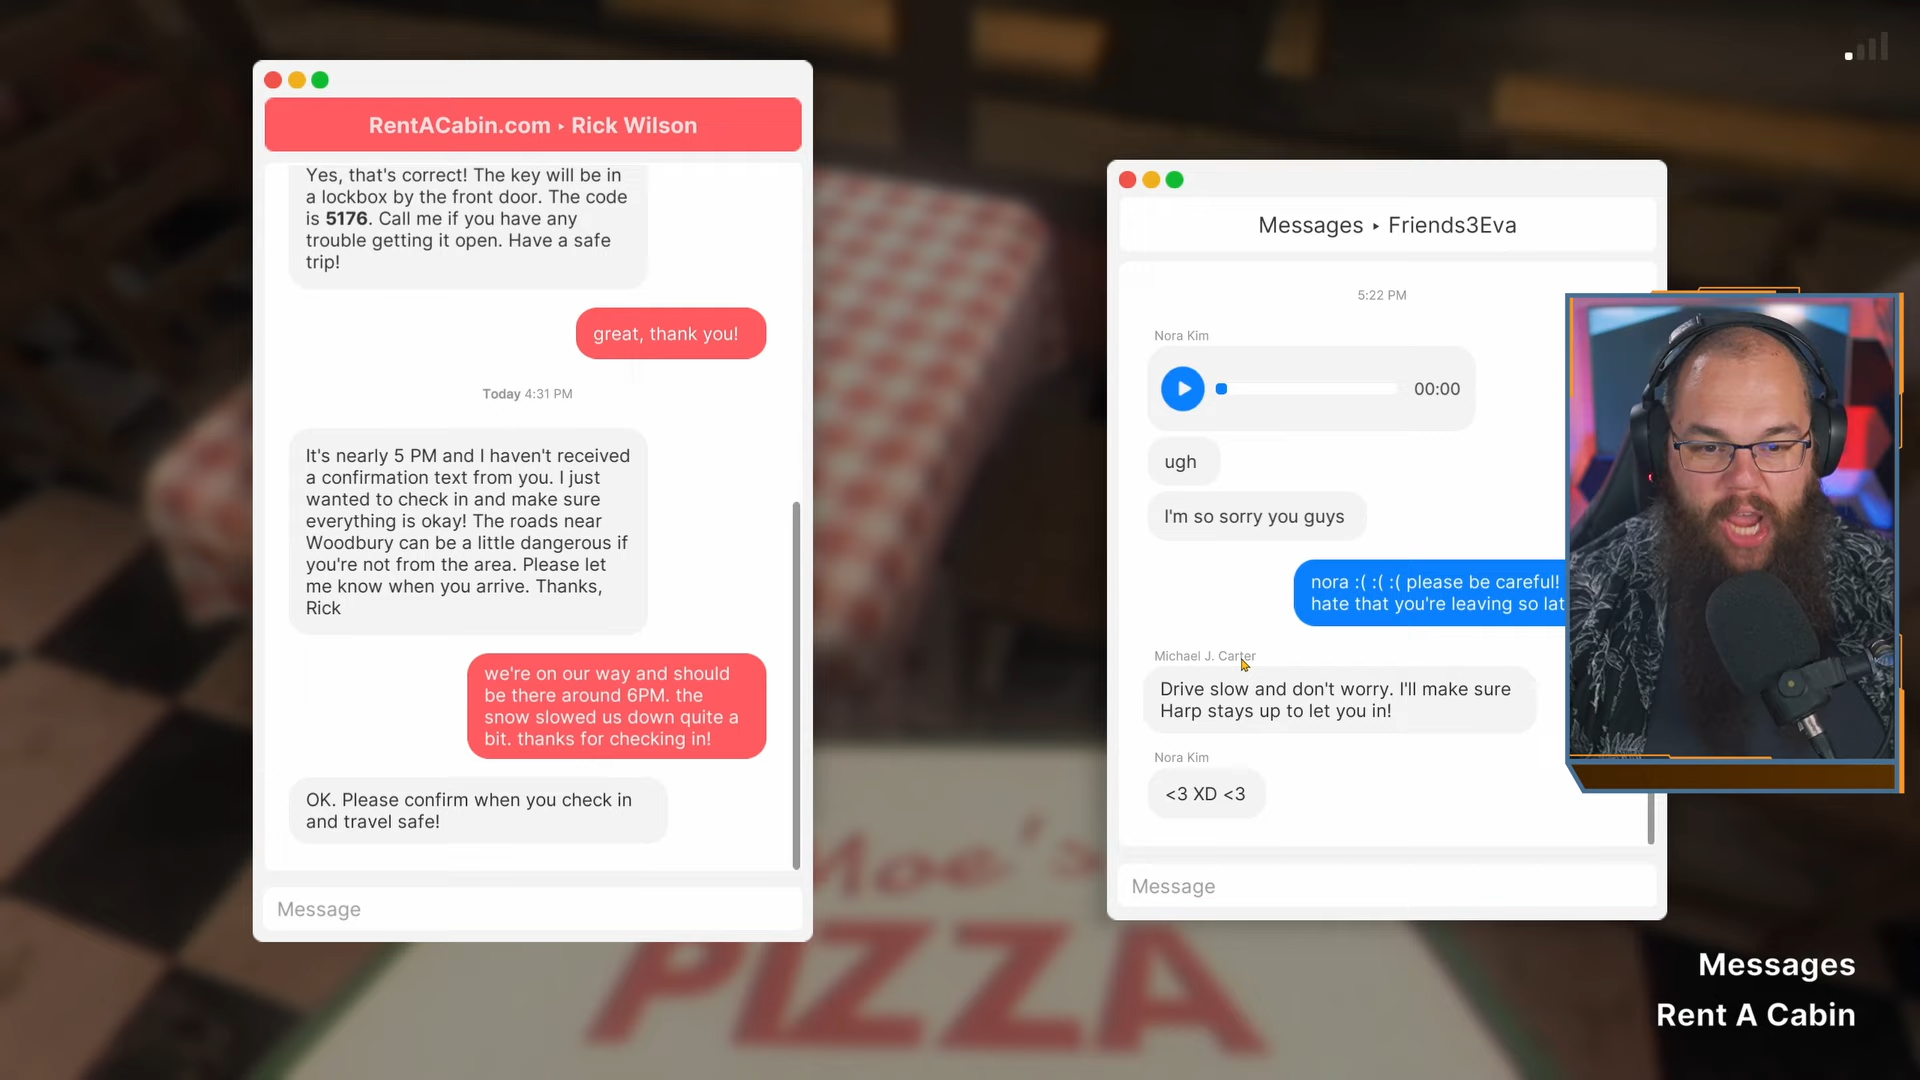 RentACabin.com ‣ Rick Wilson
Yes, that's correct! The key will be in
a lockbox by the front door. The code
is 5176. Call me if you have any
trouble getting it open. Have a safe
trip!
great, thank you!
Today 4:31 PM
It's nearly 5 PM and I haven't received
a confirmation text from you. I just
wanted to check in and make sure
everything is okay! The roads near
Woodbury can be a little dangerous if
you're not from the area. Please let
me know when you arrive. Thanks,
Rick
we're on our way and should
be there around 6PM. the
snow slowed us down quite a
bit. thanks for checking in!
OK. Please confirm when you check in
and travel safe!
Message
Messages ‣ Friends3Eva
5:22 PM
Nora Kim
00:00
ugh
I'm so sorry you guys
nora :( :( :( please be careful!
hate that you're leaving so
Michael J. Carter
Drive slow and don't worry. I'll make sure
Harp stays up to let you in!
Nora Kim
<3 XD <3
Message
Moe's
PIZZA
Messages
Rent A Cabin